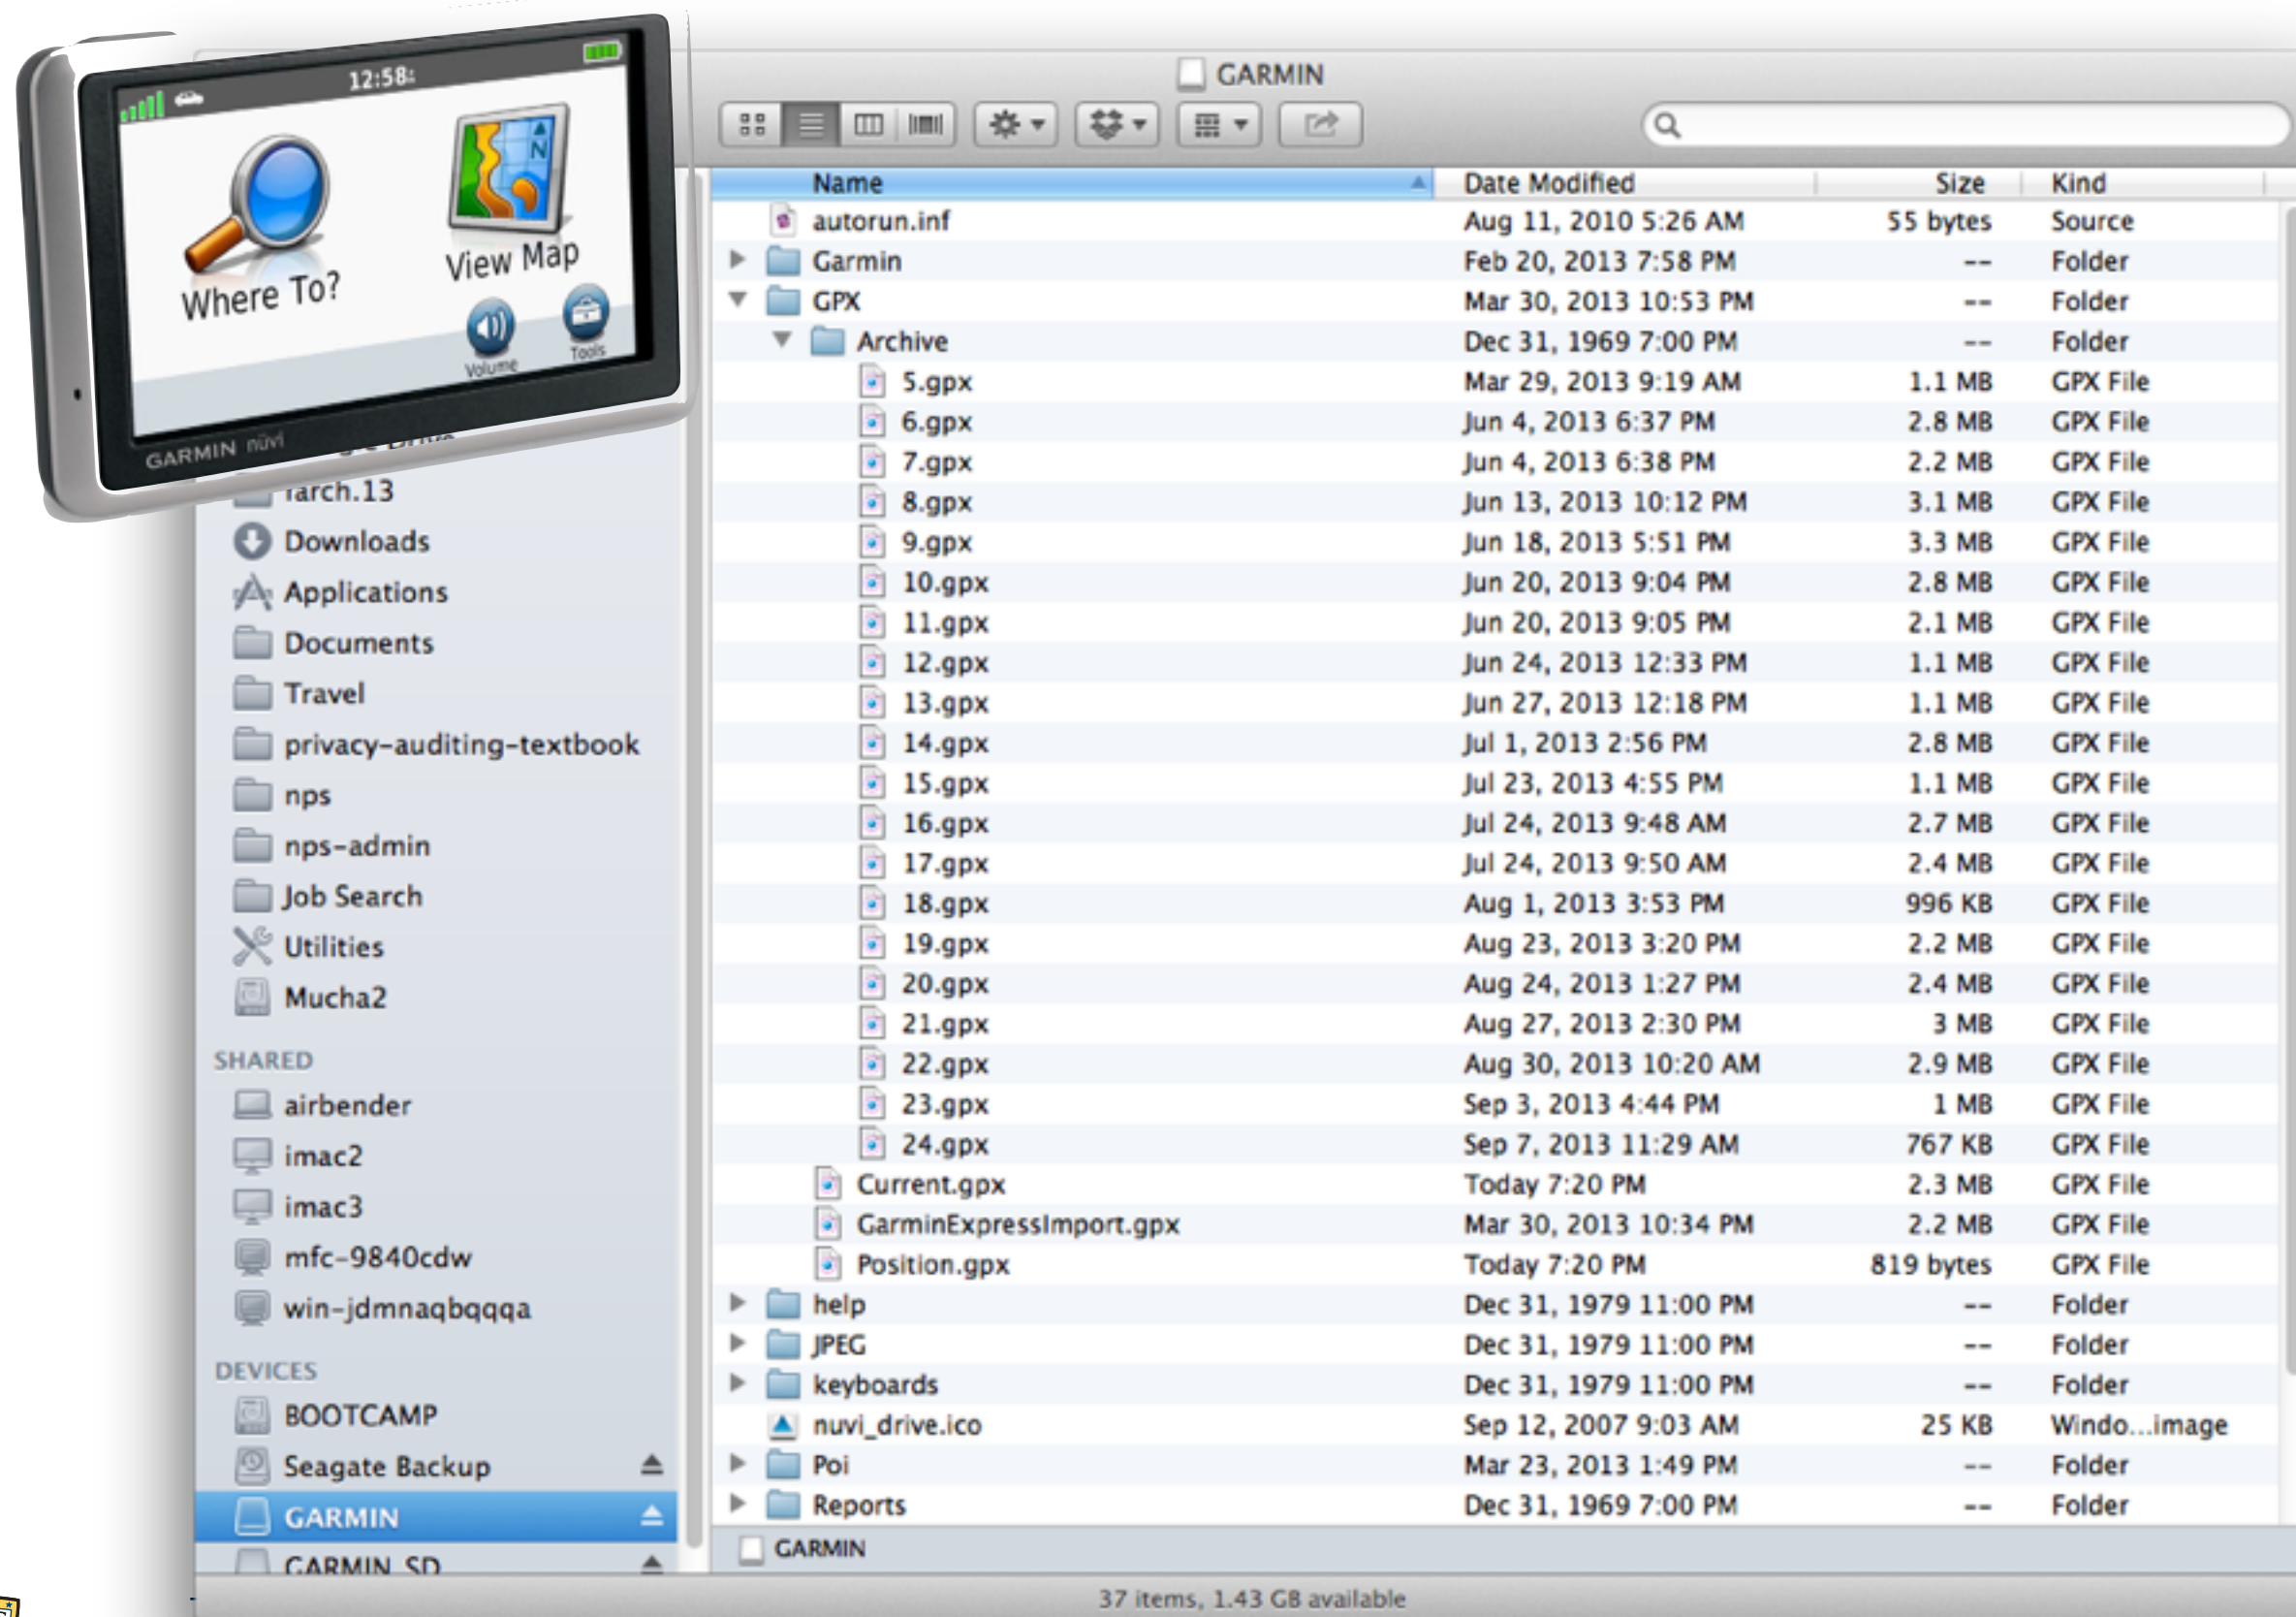 12:58
Where To?
View Map
Volume
Tools
GARMIN nüvi
GARMIN
Name Date Modified Size Kind
autorun.inf Aug 11, 2010 5:26 AM 55 bytes Source
Garmin Feb 20, 2013 7:58 PM -- Folder
GPX Mar 30, 2013 10:53 PM -- Folder
Archive Dec 31, 1969 7:00 PM -- Folder
5.gpx Mar 29, 2013 9:19 AM 1.1 MB GPX File
6.gpx Jun 4, 2013 6:37 PM 2.8 MB GPX File
7.gpx Jun 4, 2013 6:38 PM 2.2 MB GPX File
8.gpx Jun 13, 2013 10:12 PM 3.1 MB GPX File
9.gpx Jun 18, 2013 5:51 PM 3.3 MB GPX File
10.gpx Jun 20, 2013 9:04 PM 2.8 MB GPX File
11.gpx Jun 20, 2013 9:05 PM 2.1 MB GPX File
12.gpx Jun 24, 2013 12:33 PM 1.1 MB GPX File
13.gpx Jun 27, 2013 12:18 PM 1.1 MB GPX File
14.gpx Jul 1, 2013 2:56 PM 2.8 MB GPX File
15.gpx Jul 23, 2013 4:55 PM 1.1 MB GPX File
16.gpx Jul 24, 2013 9:48 AM 2.7 MB GPX File
17.gpx Jul 24, 2013 9:50 AM 2.4 MB GPX File
18.gpx Aug 1, 2013 3:53 PM 996 KB GPX File
19.gpx Aug 23, 2013 3:20 PM 2.2 MB GPX File
20.gpx Aug 24, 2013 1:27 PM 2.4 MB GPX File
21.gpx Aug 27, 2013 2:30 PM 3 MB GPX File
22.gpx Aug 30, 2013 10:20 AM 2.9 MB GPX File
23.gpx Sep 3, 2013 4:44 PM 1 MB GPX File
24.gpx Sep 7, 2013 11:29 AM 767 KB GPX File
Current.gpx Today 7:20 PM 2.3 MB GPX File
GarminExpressImport.gpx Mar 30, 2013 10:34 PM 2.2 MB GPX File
Position.gpx Today 7:20 PM 819 bytes GPX File
help Dec 31, 1979 11:00 PM -- Folder
JPEG Dec 31, 1979 11:00 PM -- Folder
keyboards Dec 31, 1979 11:00 PM -- Folder
nuvi_drive.ico Sep 12, 2007 9:03 AM 25 KB Windo...image
Poi Mar 23, 2013 1:49 PM -- Folder
Reports Dec 31, 1969 7:00 PM -- Folder
arch.13
Downloads
Applications
Documents
Travel
privacy-auditing-textbook
nps
nps-admin
Job Search
Utilities
Mucha2
SHARED
airbender
imac2
imac3
mfc-9840cdw
win-jdmnaqbqqqa
DEVICES
BOOTCAMP
Seagate Backup
GARMIN
GARMIN SD
GARMIN
37 items, 1.43 GB available